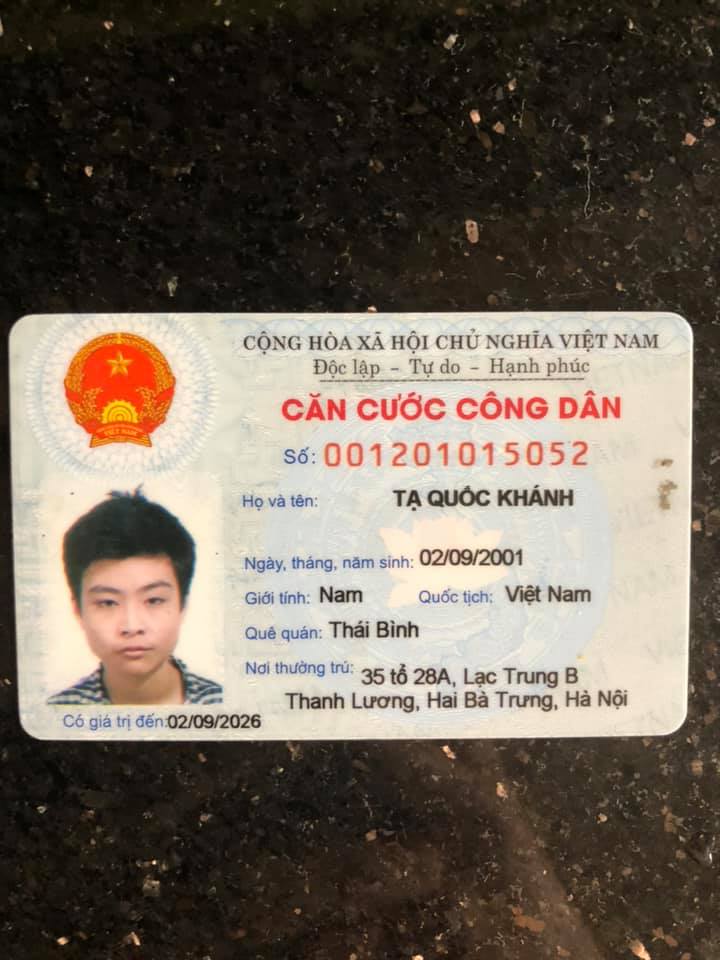 CỘNG HÒA XÃ HỘI CHỦ NGHĨA VIỆT NAM
Độc lập - Tự do - Hạnh phúc
CĂN CƯỚC CÔNG DÂN
Số: 001201015052
Họ và tên: TẠ QUỐC KHÁNH
Ngày, tháng, năm sinh: 02/09/2001
Giới tính: Nam Quốc tịch: Việt Nam
Quê quán: Thái Bình
Nơi thường trú: 35 tổ 28A, Lạc Trung B
Thanh Lương, Hai Bà Trưng, Hà Nội
Có giá trị đến: 02/09/2026
VIỆT NAM